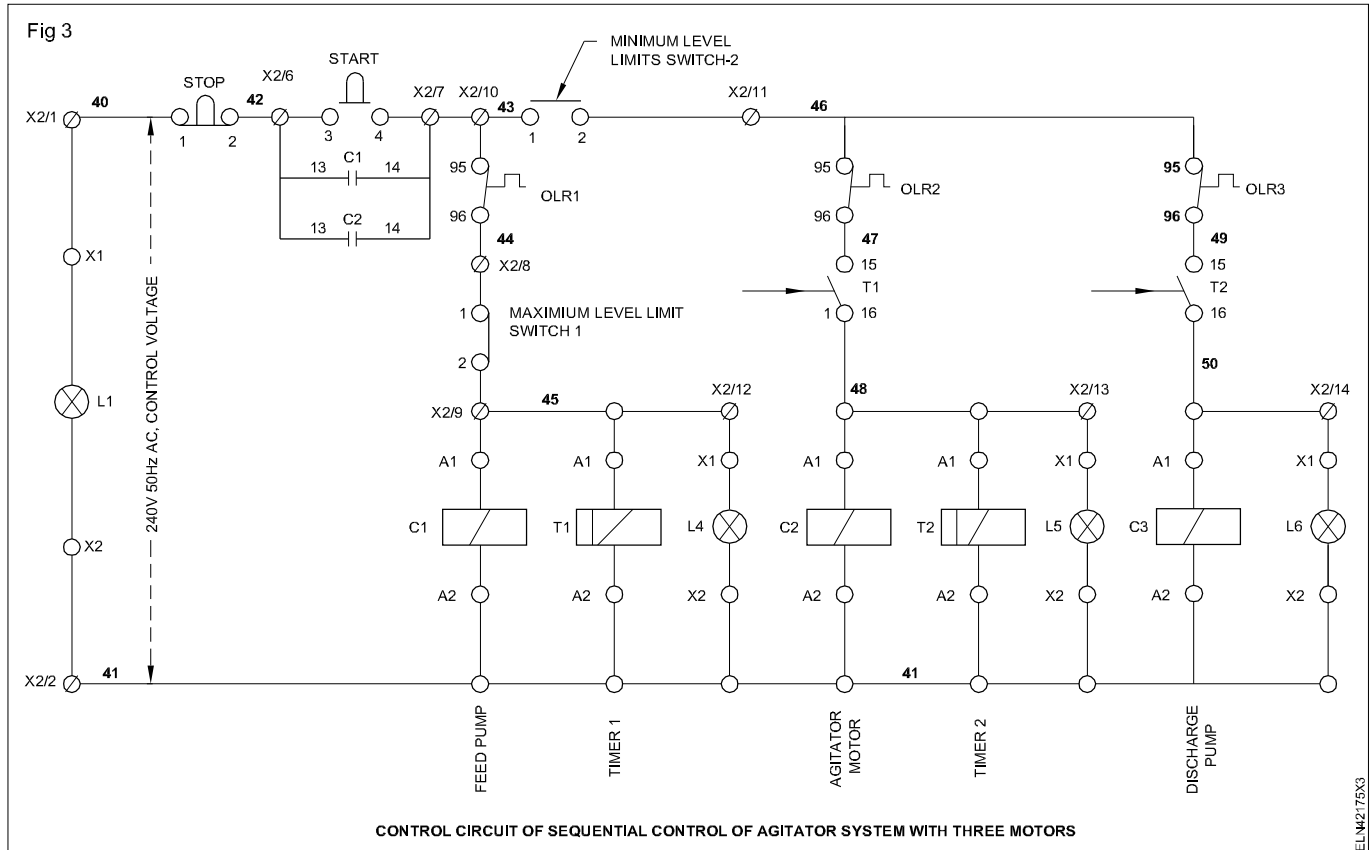 Fig 3
MINIMUM LEVEL
LIMITS SWITCH-2
START
STOP
X2/6
X2/7
X2/10
X2/11
X2/1
40
42
43
46
1
2
3
4
1
2
13
C1
14
13
C2
14
95
OLR1
96
95
OLR2
96
95
OLR3
96
44
47
49
X2/8
15
T1
1
16
15
T2
16
X1
L1
X2
240V 50Hz AC, CONTROL VOLTAGE
1
MAXIMIUM LEVEL LIMIT
SWITCH 1
2
50
X2/9
45
X2/12
48
X2/13
X2/14
A1
A1
X1
A1
A1
X1
A1
X1
C1
T1
L4
C2
T2
L5
C3
L6
A2
A2
X2
A2
A2
X2
A2
X2
X2/2
41
41
FEED PUMP
TIMER 1
AGITATOR
MOTOR
TIMER 2
DISCHARGE
PUMP
CONTROL CIRCUIT OF SEQUENTIAL CONTROL OF AGITATOR SYSTEM WITH THREE MOTORS
ELN42175X3